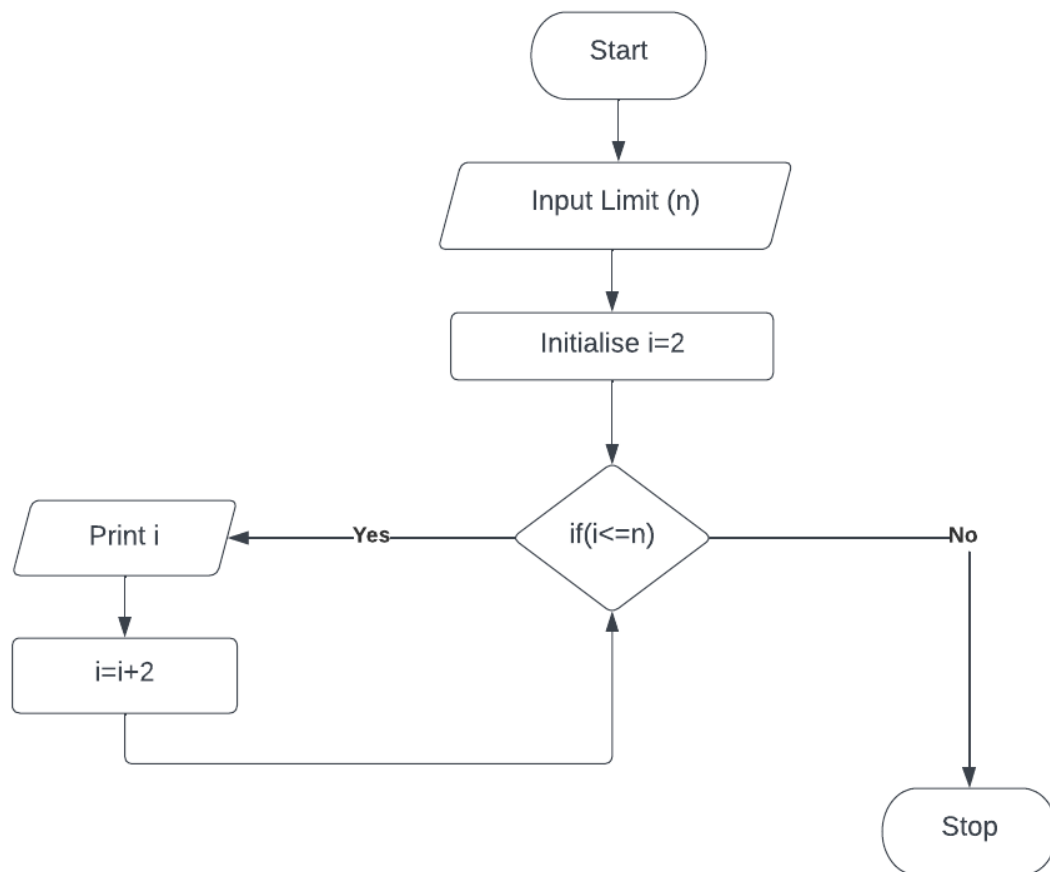 Start
Input Limit (n)
Initialise i=2
if(i<=n)
Yes
No
Print i
i=i+2
Stop